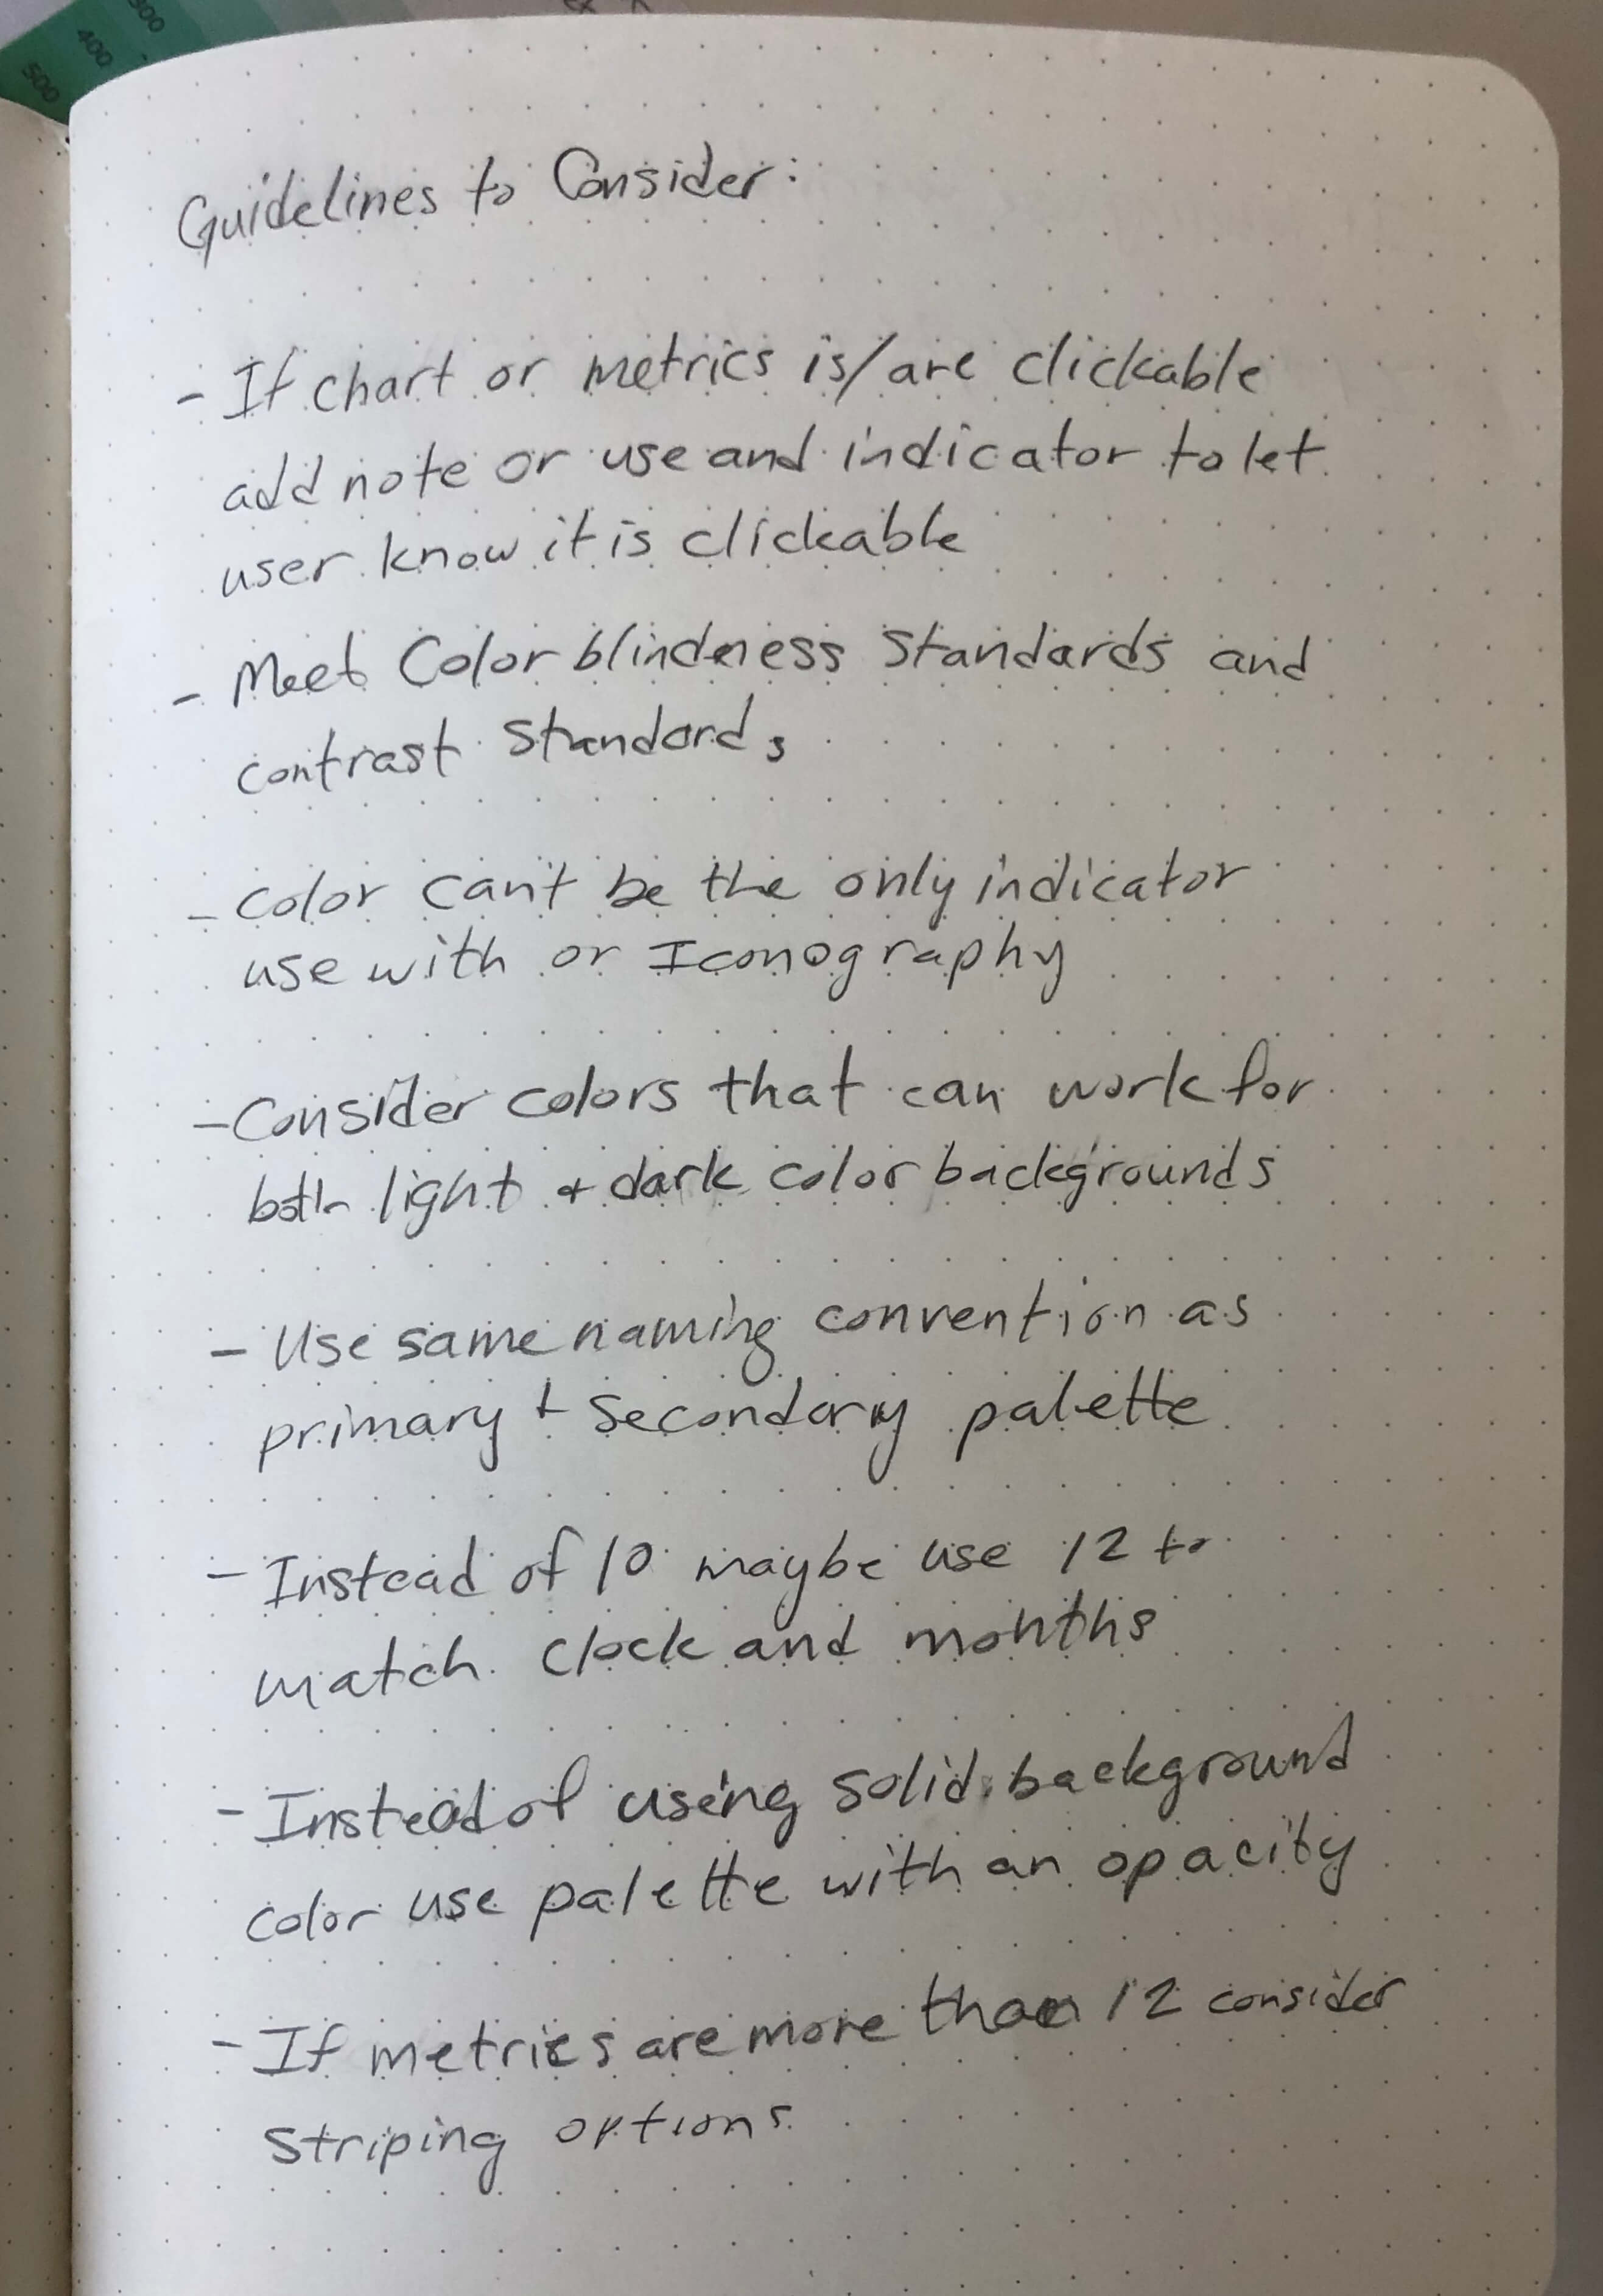 300
400
500
Guidelines to Consider:
- If chart or metrics is/are clickable
add note or use and indicator to let
user know it is clickable
- Meet Color blindness Standards and
contrast Standards
- color can't be the only indicator
use with or Iconography
- Consider colors that can work for
both light + dark color backgrounds
- Use same naming convention as
primary + Secondary palette
- Instead of 10 maybe use 12 to
match clock and months
- Instead of using solid background
color use palette with an opacity
- If metrics are more than 12 consider
striping options